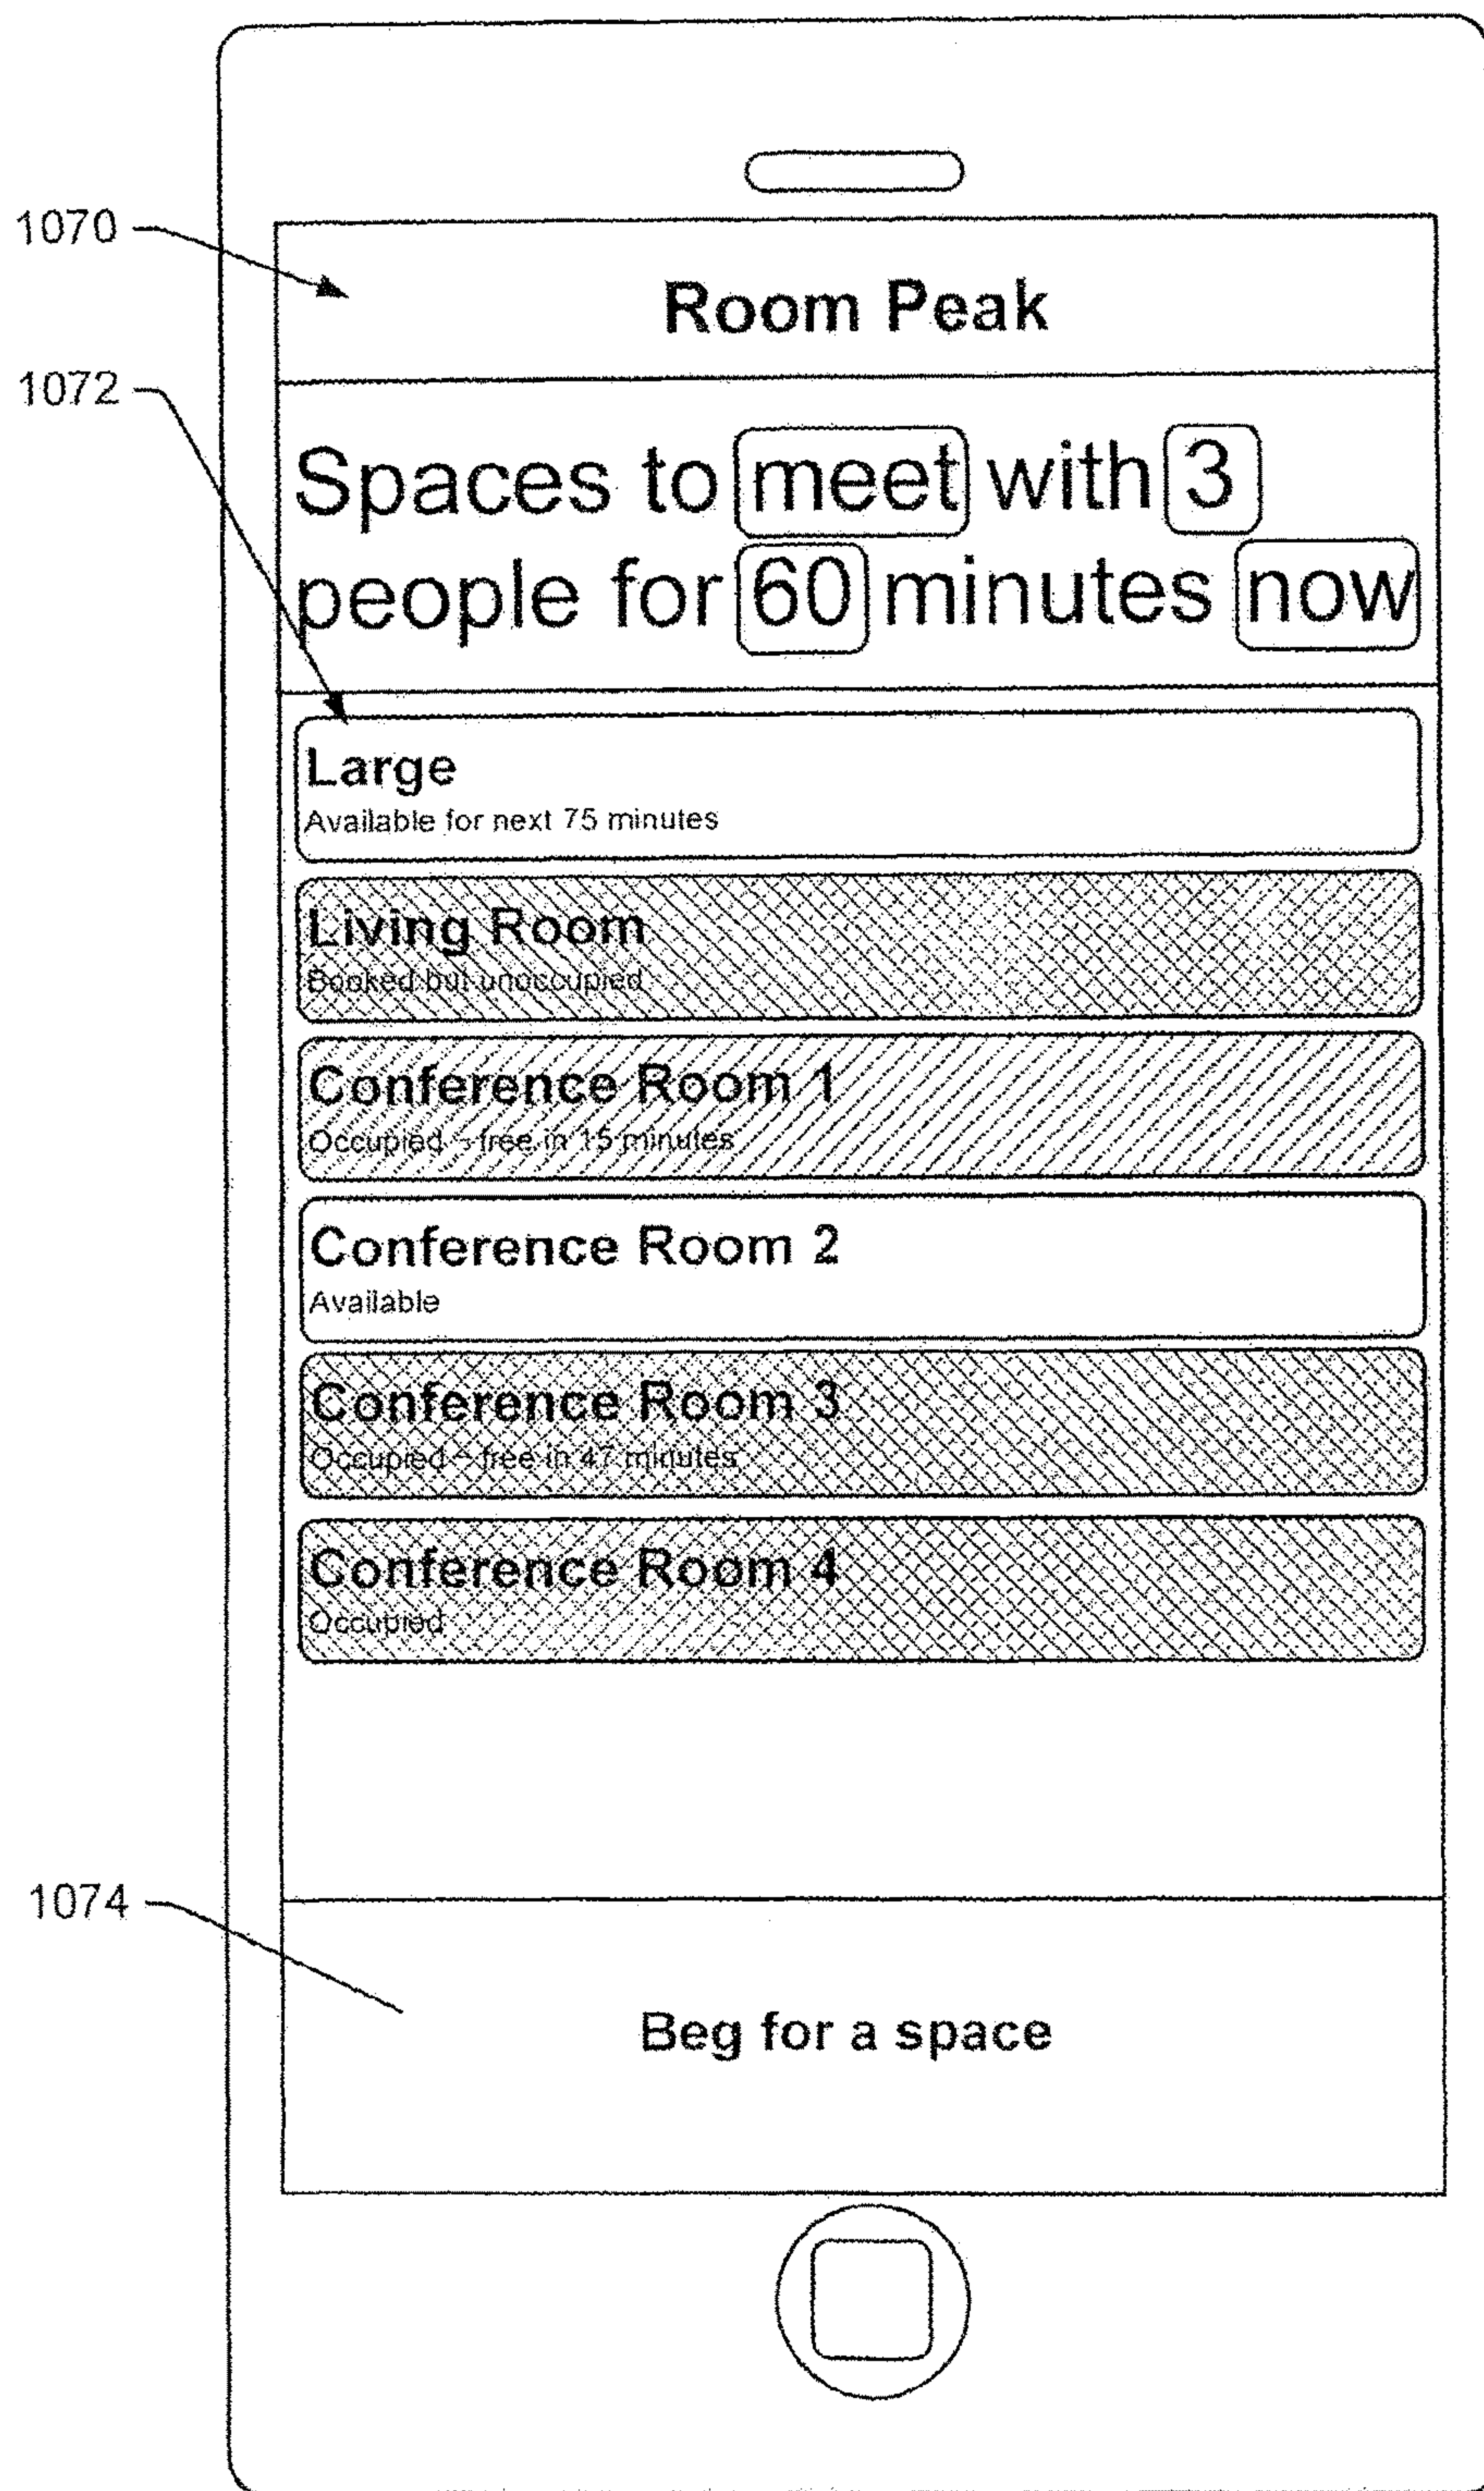 1070
Room Peak
1072
Spaces to meet with 3
people for 60 minutes now
Large
Available for next 75 minutes
Living Room
Booked but unoccupied
Conference Room 1
Occupied - free in 15 minutes
Conference Room 2
Available
Conference Room 3
Occupied - free in 47 minutes
Conference Room 4
Occupied
1074
Beg for a space